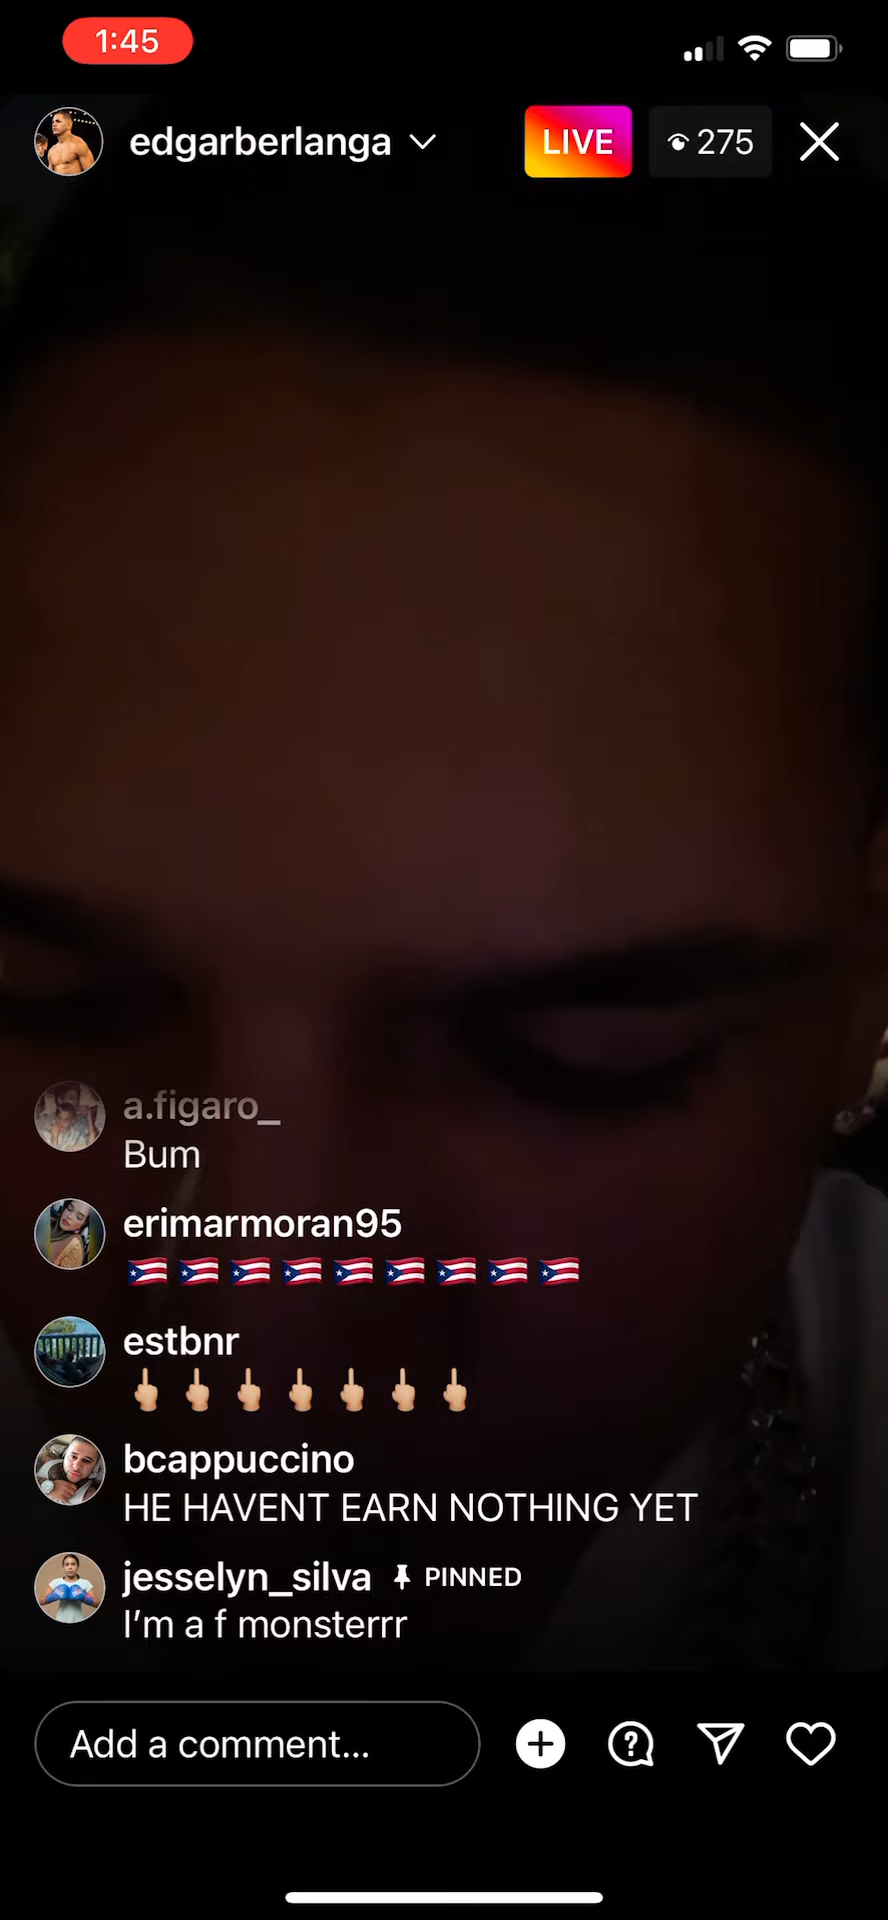 1:45
edgarberlanga
LIVE
275
a.figaro_
Bum
erimarmoran95
🇵🇷🇵🇷🇵🇷🇵🇷🇵🇷🇵🇷🇵🇷🇵🇷🇵🇷
estbnr
🖕🏼🖕🏼🖕🏼🖕🏼🖕🏼🖕🏼🖕🏼
bcappuccino
HE HAVENT EARN NOTHING YET
jesselyn_silva PINNED
I'm a f monsterrr
Add a comment...